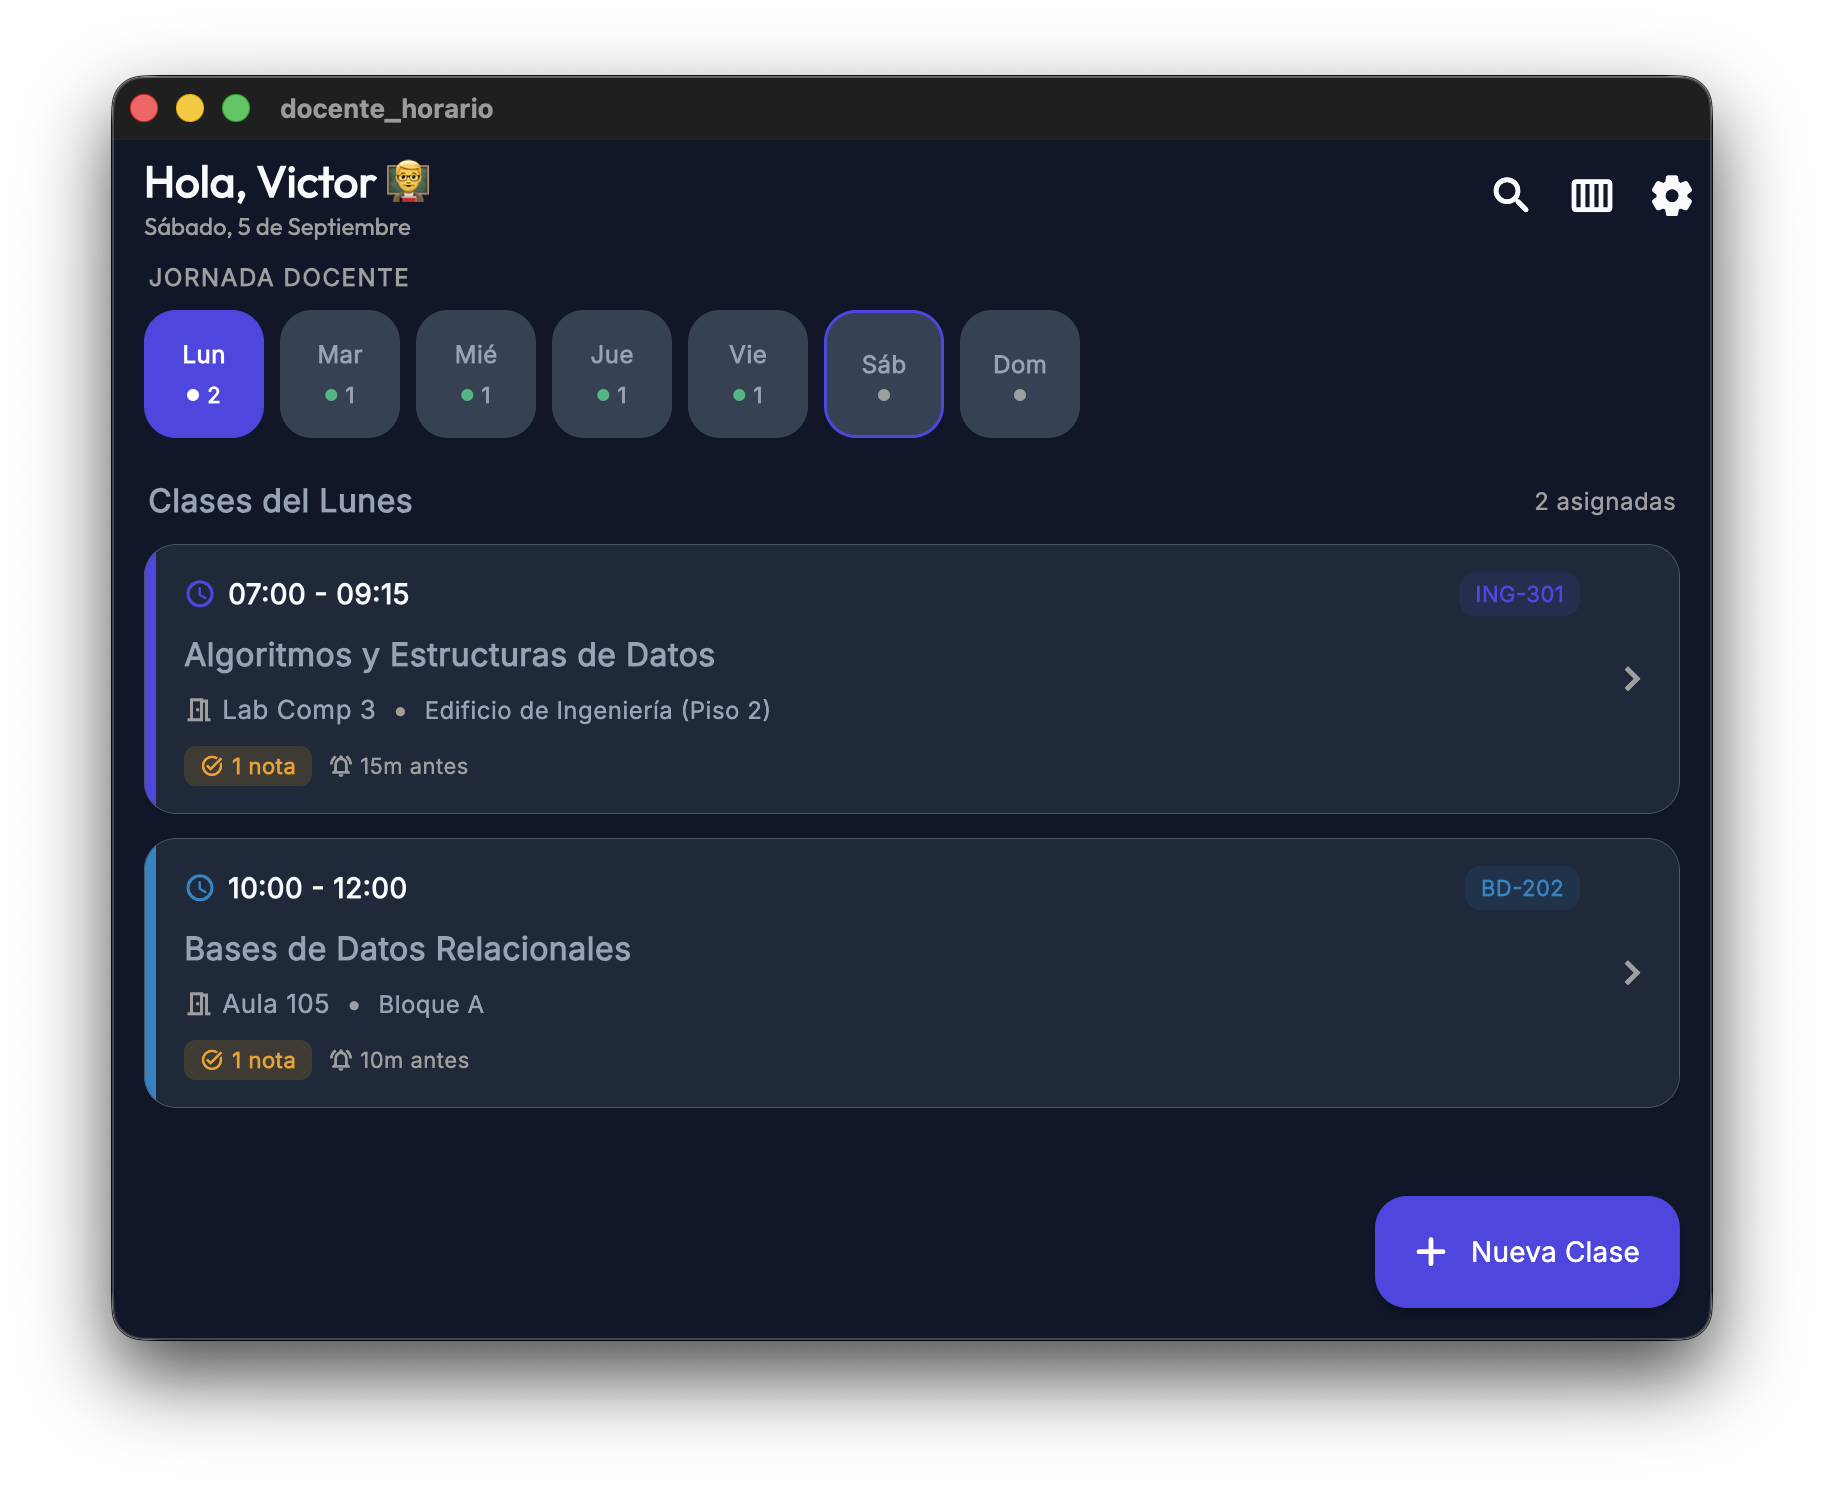 docente_horario
Hola, Victor 👨‍🏫
Sábado, 5 de Septiembre
JORNADA DOCENTE
Lun Mar Mié Jue Vie Sáb Dom
2 1 1 1 1
Clases del Lunes 2 asignadas
07:00 - 09:15 ING-301
Algoritmos y Estructuras de Datos
Lab Comp 3 • Edificio de Ingeniería (Piso 2)
1 nota 15m antes
10:00 - 12:00 BD-202
Bases de Datos Relacionales
Aula 105 • Bloque A
1 nota 10m antes
+ Nueva Clase